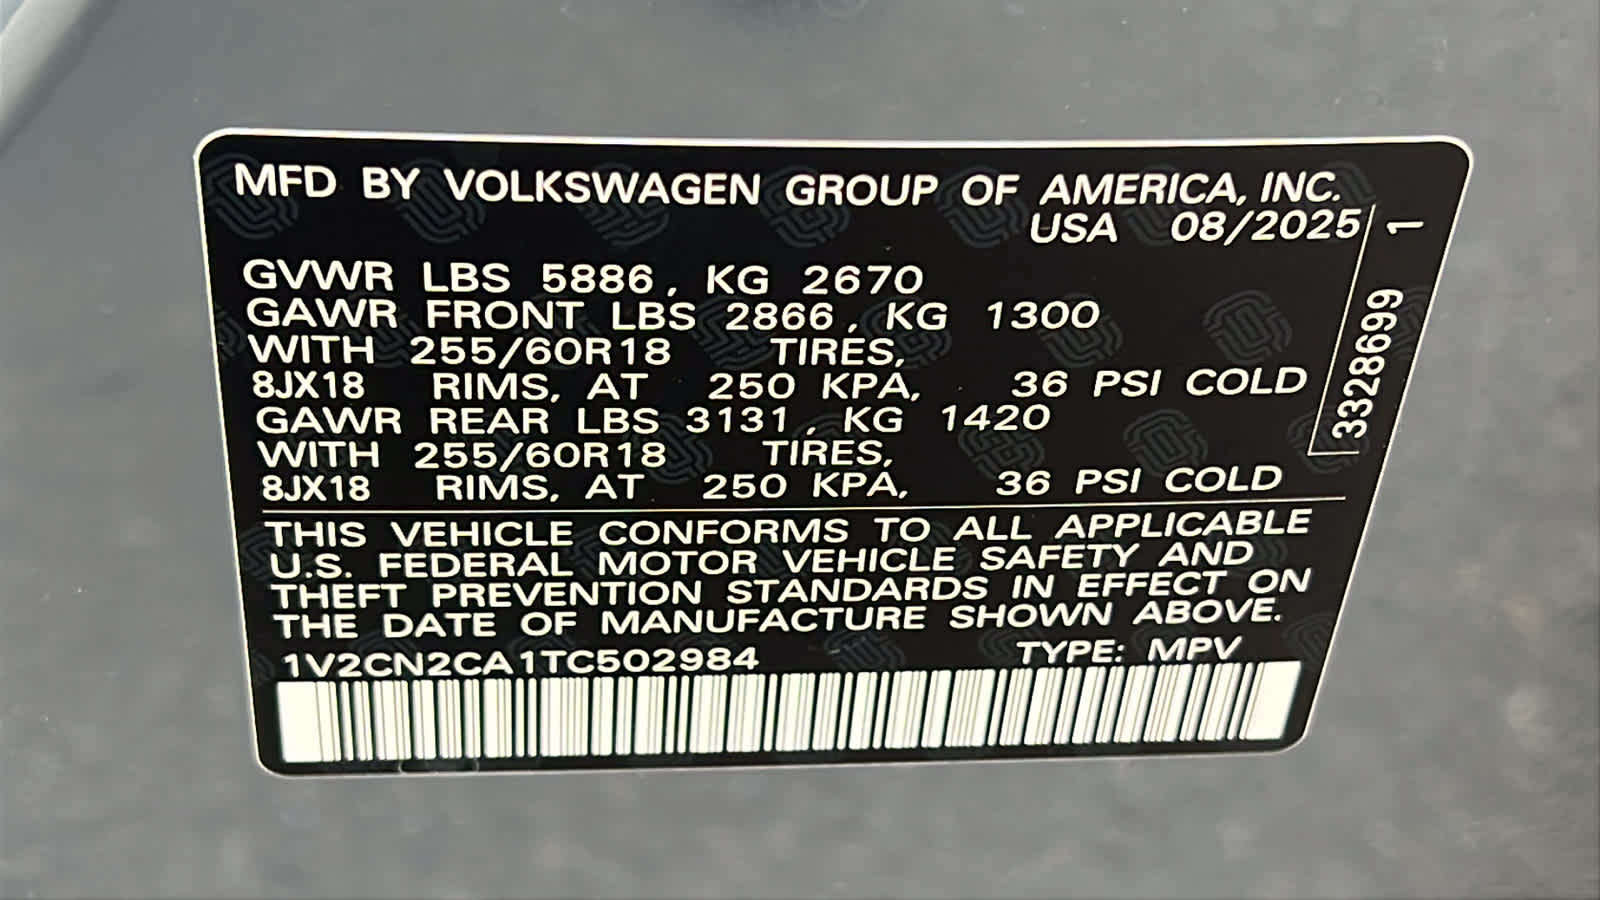 MFD BY VOLKSWAGEN GROUP OF AMERICA, INC.
USA 08/2025
GVWR LBS 5886, KG 2670
GAWR FRONT LBS 2866, KG 1300
WITH 255/60R18 TIRES,
8JX18 RIMS, AT 250 KPA, 36 PSI COLD
GAWR REAR LBS 3131, KG 1420
WITH 255/60R18 TIRES,
8JX18 RIMS, AT 250 KPA, 36 PSI COLD
THIS VEHICLE CONFORMS TO ALL APPLICABLE
U.S. FEDERAL MOTOR VEHICLE SAFETY AND
THEFT PREVENTION STANDARDS IN EFFECT ON
THE DATE OF MANUFACTURE SHOWN ABOVE.
1V2CN2CA1TC502984 TYPE: MPV
3328699 1